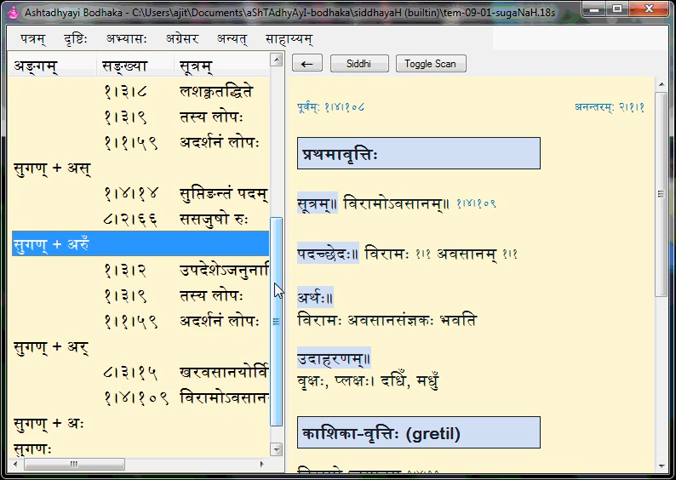 Ashtadhyayi Bodhaka - C:\Users\ajit\Documents\aShTAdhyAyI-bodhaka\siddhayaH (builtin)\tem-09-01-sugaNaH.18s
पत्रम् दृष्टिः अभ्यासः अग्रेसर अन्यत् साहाय्यम्
अङ्गम् सङ्ख्या सूत्रम्
१।३।८ लशक्वतद्धिते
१।३।९ तस्य लोपः
१।१।५९ अदर्शनं लोपः
सुगण् + अस्
१।४।१४ सुप्तिङन्तं पदम्
८।२।६६ ससजुषो रुः
सुगण् + अरुँ
१।३।२ उपदेशेऽजनुना
१।३।९ तस्य लोपः
१।१।५९ अदर्शनं लोपः
सुगण् + अर्
८।३।१५ खरवसानयोर्वि
१।४।१०९ विरामोऽवसान
सुगण् + अः
सुगणः
← Siddhi Toggle Scan
पूर्वम्: १।४।१०८ अनन्तरम्: २।१।१
प्रथमावृत्तिः
सूत्रम्॥ विरामोऽवसानम्॥ १।४।१०९
पदच्छेदः॥ विरामः १।१ अवसानम् १।१
अर्थः॥
विरामः अवसानसंज्ञकः भवति
उदाहरणम्॥
वृक्षः, प्लक्षः। दधिँ, मधुँ
काशिका-वृत्तिः (gretil)